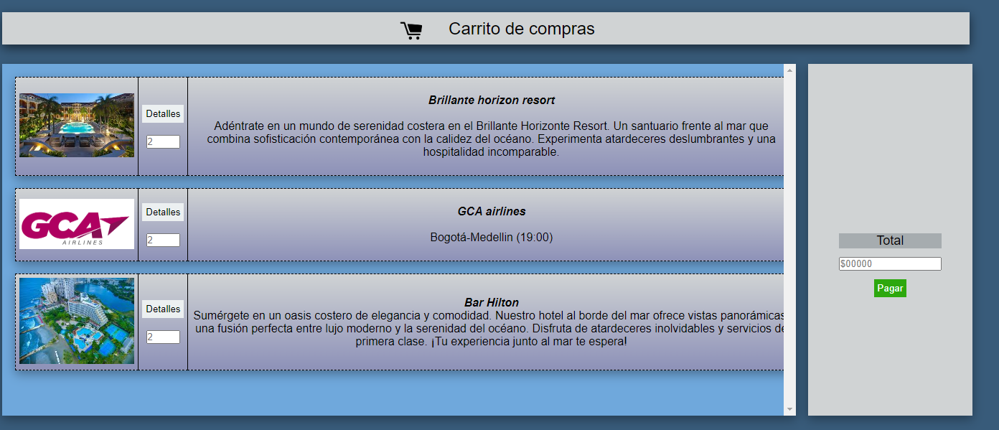 Carrito de compras
Brillante horizon resort
Detalles
2
Adéntrate en un mundo de serenidad costera en el Brillante Horizonte Resort. Un santuario frente al mar que
combina sofisticación contemporánea con la calidez del océano. Experimenta atardeceres deslumbrantes y una
hospitalidad incomparable.
GCA
AIRLINES
Detalles
2
GCA airlines
Bogotá-Medellin (19:00)
Detalles
2
Bar Hilton
Sumérgete en un oasis costero de elegancia y comodidad. Nuestro hotel al borde del mar ofrece vistas panorámicas
una fusión perfecta entre lujo moderno y la serenidad del océano. Disfruta de atardeceres inolvidables y servicios de
primera clase. ¡Tu experiencia junto al mar te espera!
Total
$00000
Pagar